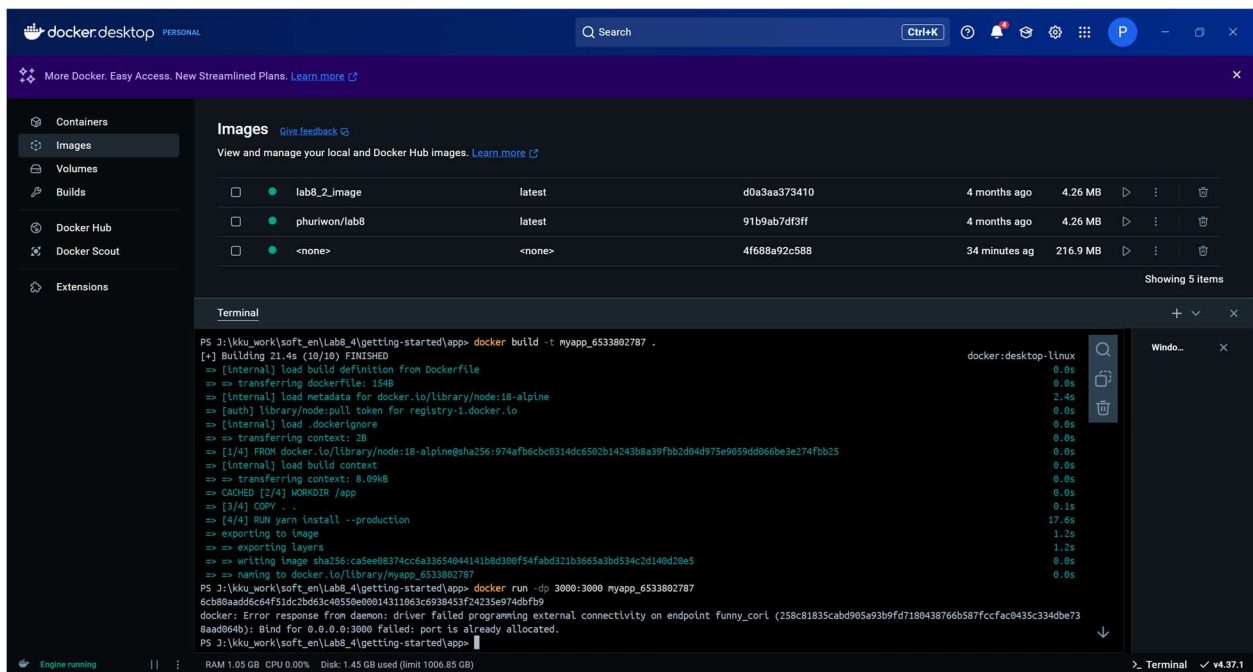 docker.desktop PERSONAL
Search
Ctrl+K
4
P
More Docker. Easy Access. New Streamlined Plans. Learn more
Containers
Images
Volumes
Builds
Docker Hub
Docker Scout
Extensions
Images Give feedback
View and manage your local and Docker Hub images. Learn more
lab8_2_image latest d0a3aa373410 4 months ago 4.26 MB
phuriwon/lab8 latest 91b9ab7df3ff 4 months ago 4.26 MB
<none> <none> 4f688a92c588 34 minutes ag 216.9 MB
Showing 5 items
Terminal
Windo...
PS J:\kku_work\soft_en\Lab8_4\getting-started\app> docker build -t myapp_6533802787 .
[+] Building 21.4s (10/10) FINISHED docker:desktop-linux
=> [internal] load build definition from Dockerfile 0.0s
=> => transferring dockerfile: 154B 0.0s
=> [internal] load metadata for docker.io/library/node:18-alpine 2.4s
=> [auth] library/node:pull token for registry-1.docker.io 0.0s
=> [internal] load .dockerignore 0.0s
=> => transferring context: 2B 0.0s
=> [1/4] FROM docker.io/library/node:18-alpine@sha256:974afb6cbc0314dc6502b14243b8a39fbb2d04d975e9059dd066be3e274fbb25 0.0s
=> [internal] load build context 0.0s
=> => transferring context: 8.09kB 0.0s
=> CACHED [2/4] WORKDIR /app 0.0s
=> [3/4] COPY . . 0.1s
=> [4/4] RUN yarn install --production 17.6s
=> exporting to image 1.2s
=> => exporting layers 1.2s
=> => writing image sha256:ca5ee08374cc6a33654044141b8d300f54fabd321b3665a3bd534c2d140d20e5 0.0s
=> => naming to docker.io/library/myapp_6533802787 0.0s
PS J:\kku_work\soft_en\Lab8_4\getting-started\app> docker run -dp 3000:3000 myapp_6533802787
6cb80aadd6c64f51dc2bd63c40550e00014311063c6938453f24235e974dbfb9
docker: Error response from daemon: driver failed programming external connectivity on endpoint funny_cori (258c81835cabd905a93b9fd7180438766b587fccfac0435c334dbe73
8aad064b): Bind for 0.0.0.0:3000 failed: port is already allocated.
PS J:\kku_work\soft_en\Lab8_4\getting-started\app>
Engine running RAM 1.05 GB CPU 0.00% Disk: 1.45 GB used (limit 1006.85 GB) Terminal v4.37.1